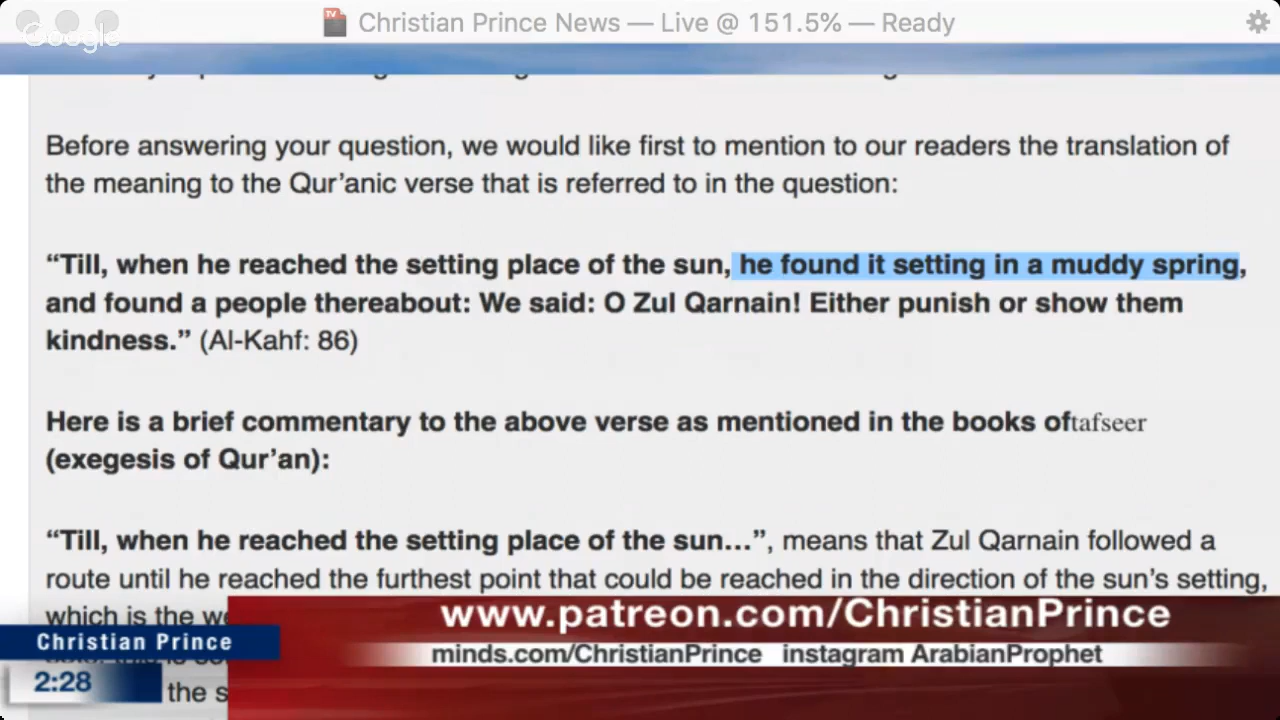 Christian Prince News — Live @ 151.5% — Ready
Google
Before answering your question, we would like first to mention to our readers the translation of
the meaning to the Qur’anic verse that is referred to in the question:
“Till, when he reached the setting place of the sun, he found it setting in a muddy spring,
and found a people thereabout: We said: O Zul Qarnain! Either punish or show them
kindness.” (Al-Kahf: 86)
Here is a brief commentary to the above verse as mentioned in the books oftafseer
(exegesis of Qur’an):
“Till, when he reached the setting place of the sun…”, means that Zul Qarnain followed a
route until he reached the furthest point that could be reached in the direction of the sun’s setting,
which is the
www.patreon.com/ChristianPrince
Christian Prince
minds.com/ChristianPrince instagram ArabianProphet
2:28
the s